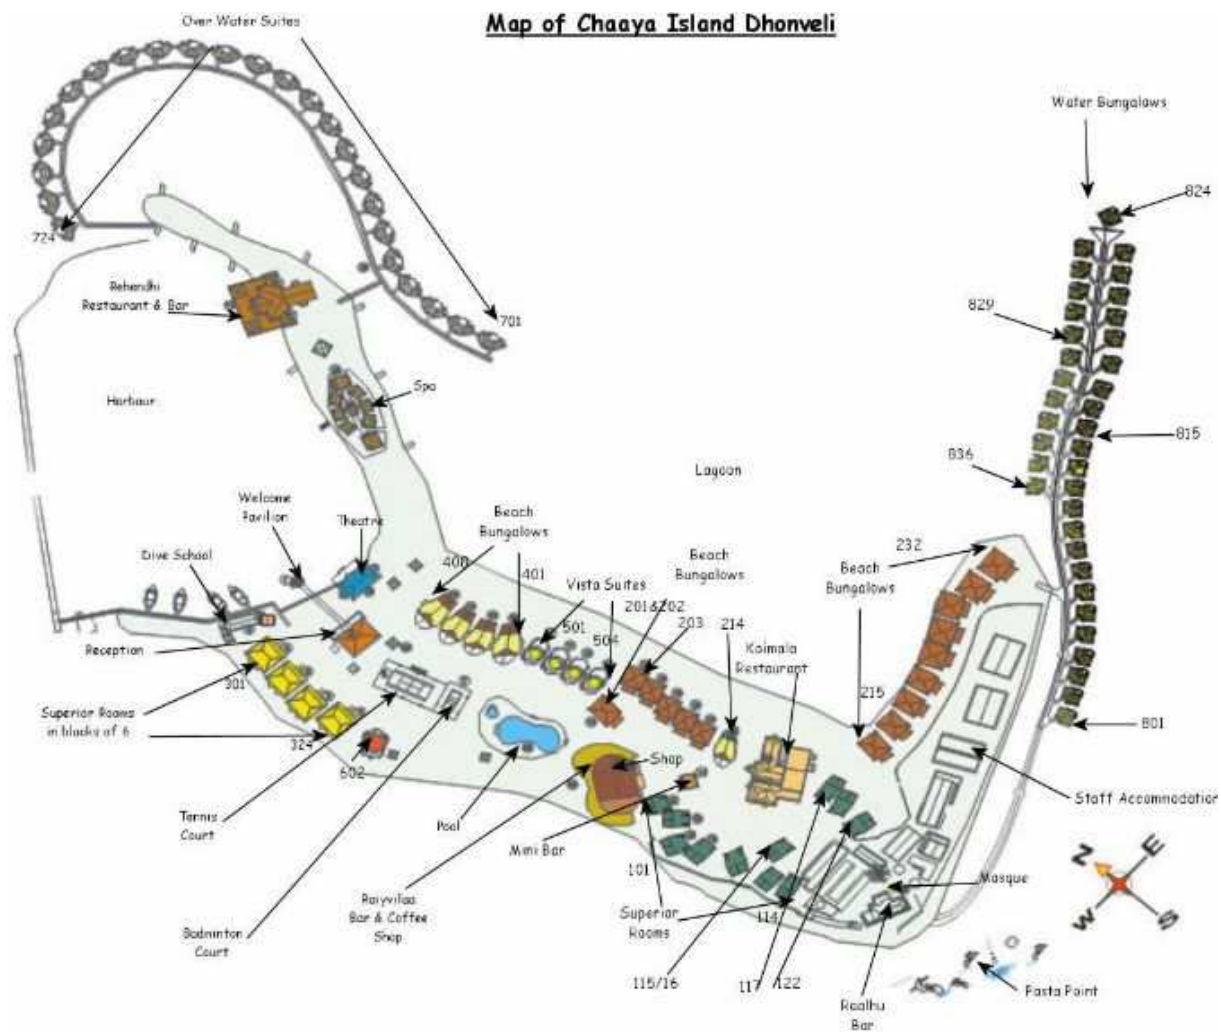 Map of Chaaya Island Dhonveli
Over Water Suites
Water Bungalows
824
724
Rehendhi
Restaurant & Bar
829
701
Spa
Harbour
815
836
Lagoon
Welcome
Pavilion
Theatre
Beach
Bungalows
Dive School
408
401
Vista Suites
501
504
Beach
Bungalows
201&202
203
214
232
Beach
Bungalows
Koimala
Restaurant
215
Reception
301
Superior Rooms
in blocks of 6
324
602
801
Shop
Staff Accommodation
Tennis
Court
Pool
Mini Bar
101
Raiyvilaa
Bar & Coffee
Shop
Superior
Rooms
114
Mosque
Badminton
Court
115/16
117
122
Raalhu
Bar
Pasta Point
N
E
W
S